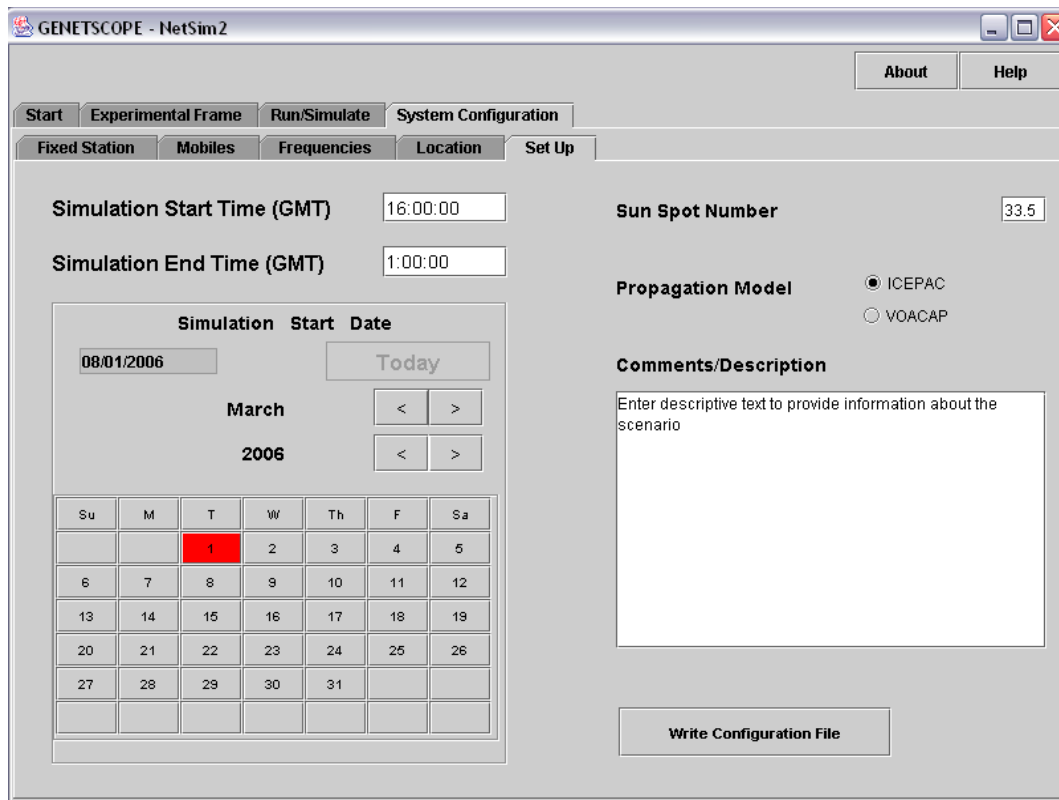 GENETSCOPE - NetSim2
About Help
Start Experimental Frame Run/Simulate System Configuration
Fixed Station Mobiles Frequencies Location Set Up
Simulation Start Time (GMT) 16:00:00
Simulation End Time (GMT) 1:00:00
Simulation Start Date
08/01/2006 Today
March < >
2006 < >
Su M T W Th F Sa
1 2 3 4 5
6 7 8 9 10 11 12
13 14 15 16 17 18 19
20 21 22 23 24 25 26
27 28 29 30 31
Sun Spot Number 33.5
Propagation Model ICEPAC
VOACAP
Comments/Description
Enter descriptive text to provide information about the
scenario
Write Configuration File